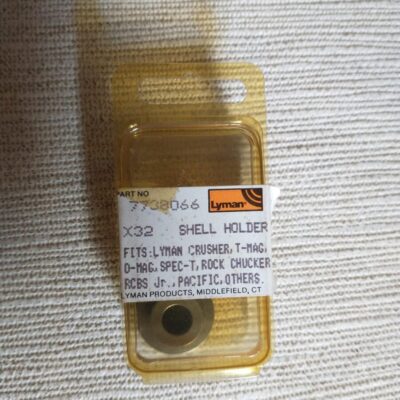 PART NO
7738066
Lyman®
X32 SHELL HOLDER
FITS:LYMAN CRUSHER,T-MAG,
O-MAG,SPEC-T,ROCK CHUCKER
RCBS Jr.,PACIFIC,OTHERS.
LYMAN PRODUCTS, MIDDLEFIELD, CT